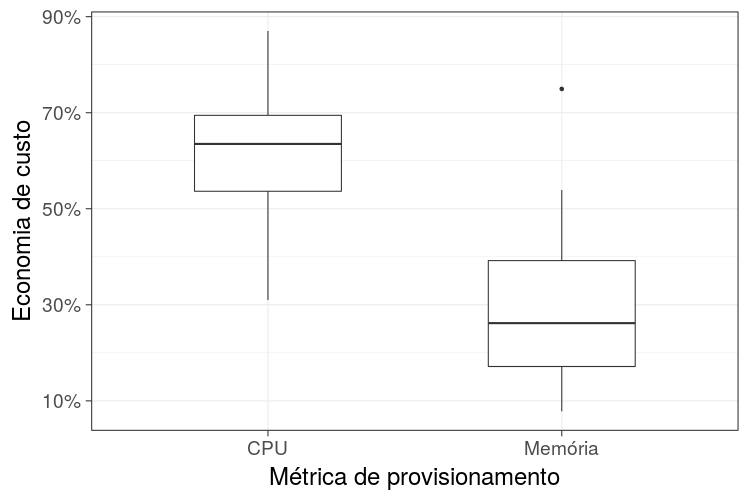 90%
70%
50%
30%
10%
Economia de custo
CPU
Memória
Métrica de provisionamento